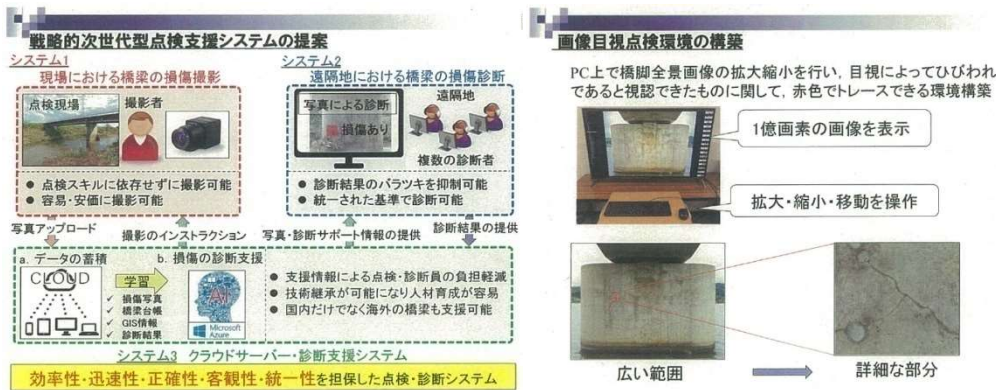 戦略的次世代型点検支援システムの提案
システム1
現場における橋梁の損傷撮影
点検現場
撮影者
● 点検スキルに依存せずに撮影可能
● 容易・安価に撮影可能
システム2
遠隔地における橋梁の損傷診断
写真による診断
損傷あり
遠隔地
複数の診断者
● 診断結果のバラツキを抑制可能
● 統一された基準で診断可能
写真アップロード
撮影のインストラクション
写真・診断サポート情報の提供
診断結果の提供
a. データの蓄積
CLOUD
学習
✓ 損傷写真
✓ 橋梁台帳
✓ GIS情報
✓ 診断結果
b. 損傷の診断支援
AI
Microsoft
Azure
● 支援情報による点検・診断員の負担軽減
● 技術継承が可能になり人材育成が容易
● 国内だけでなく海外の橋梁も支援可能
システム3 クラウドサーバー・診断支援システム
効率性・迅速性・正確性・客観性・統一性を担保した点検・診断システム
画像目視点検環境の構築
PC上で橋脚全景画像の拡大縮小を行い，目視によってひびわれ
であると視認できたものに関して，赤色でトレースできる環境構築
1億画素の画像を表示
拡大・縮小・移動を操作
広い範囲
詳細な部分